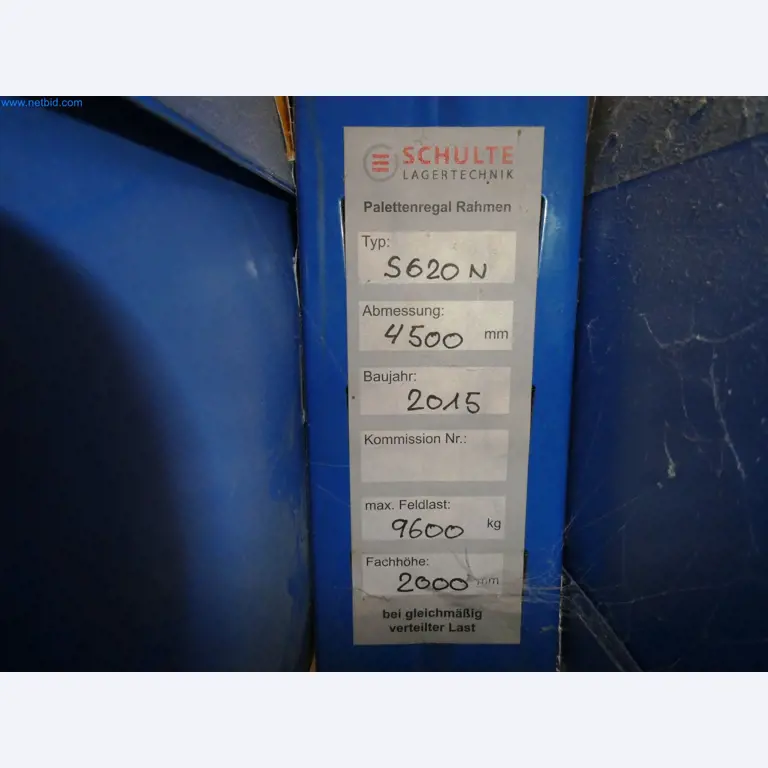 www.netbid.com
SCHULTE
LAGERTECHNIK
Palettenregal Rahmen
Typ:
S620N
Abmessung:
4500 mm
Baujahr:
2015
Kommission Nr.:
max. Feldlast:
9600 kg
Fachhöhe:
2000 mm
bei gleichmäßig
verteilter Last